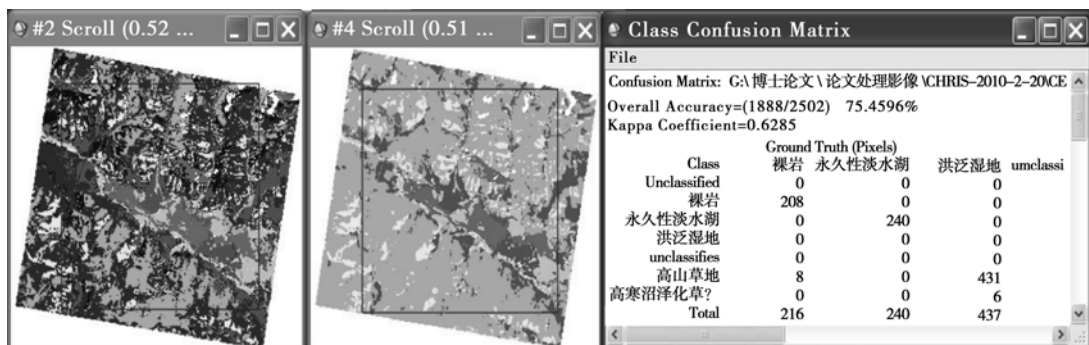 #2 Scroll (0.52 ...
#4 Scroll (0.51 ...
Class Confusion Matrix
File
Confusion Matrix: G:\博士论文\论文处理影像\CHRIS-2010-2-20\CE
Overall Accuracy=(1888/2502) 75.4596%
Kappa Coefficient=0.6285
Ground Truth (Pixels)
Class 裸岩 永久性淡水湖 洪泛湿地 umclassi
Unclassified 0 0 0
裸岩 208 0 0
永久性淡水湖 0 240 0
洪泛湿地 0 0 0
unclassifies 0 0 0
高山草地 8 0 431
高寒沼泽化草? 0 0 6
Total 216 240 437